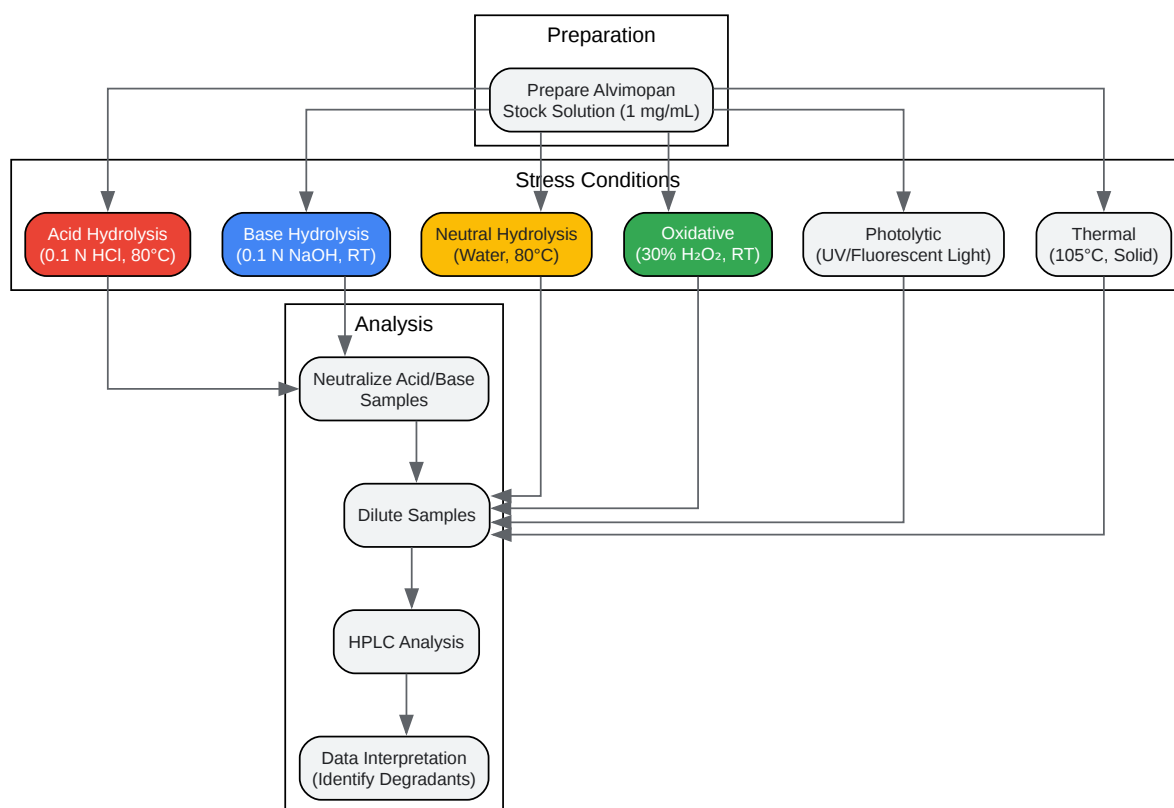 Preparation
Prepare Alvimopan
Stock Solution (1 mg/mL)
Stress Conditions
Acid Hydrolysis
(0.1 N HCl, 80°C)
Base Hydrolysis
(0.1 N NaOH, RT)
Neutral Hydrolysis
(Water, 80°C)
Oxidative
(30% H₂O₂, RT)
Photolytic
(UV/Fluorescent Light)
Thermal
(105°C, Solid)
Analysis
Neutralize Acid/Base
Samples
Dilute Samples
HPLC Analysis
Data Interpretation
(Identify Degradants)